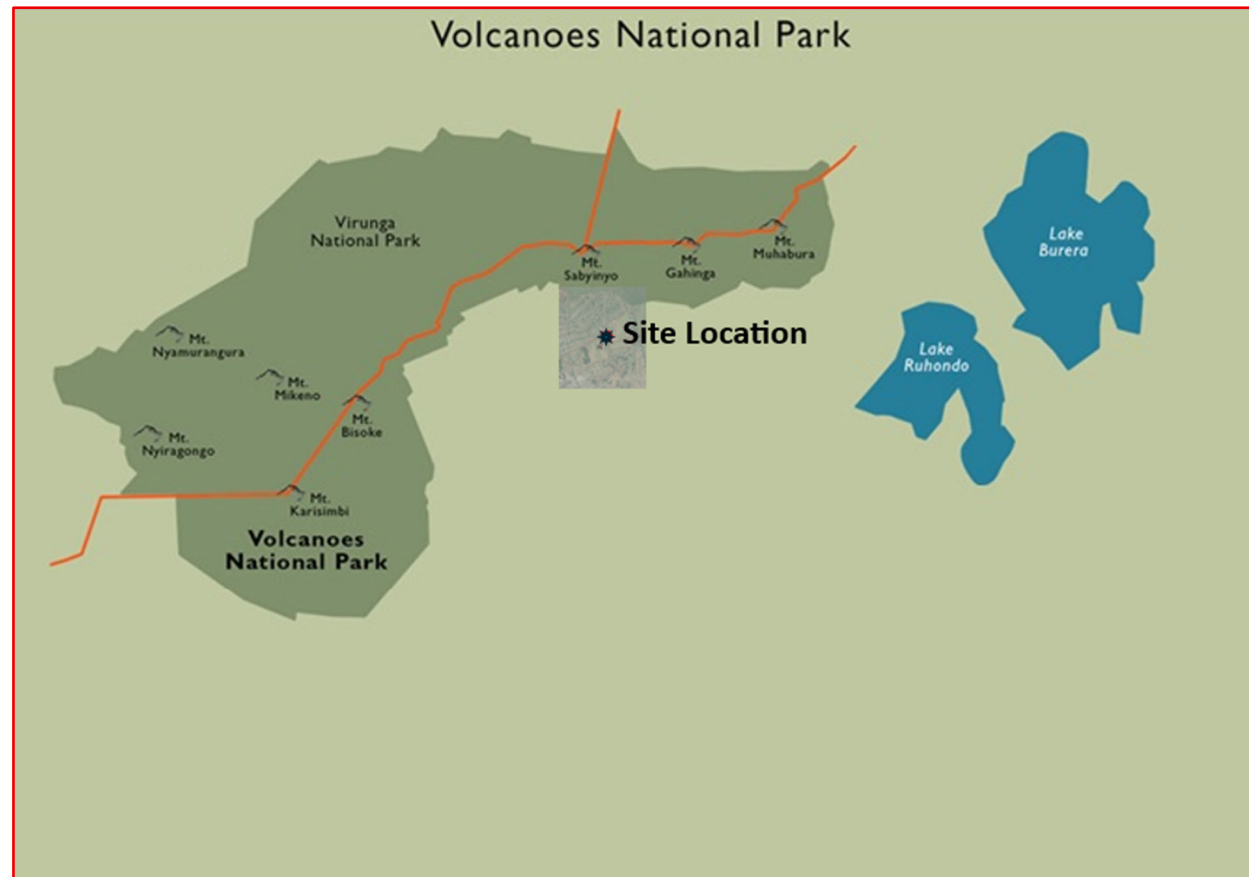 Volcanoes National Park
Virunga
National Park
Mt.
Sabyinyo
Mt.
Gahinga
Mt.
Muhabura
Lake
Burera
Site Location
Lake
Ruhondo
Mt.
Nyamurangura
Mt.
Mikeno
Mt.
Bisoke
Mt.
Nyiragongo
Mt.
Karisimbi
Volcanoes
National Park